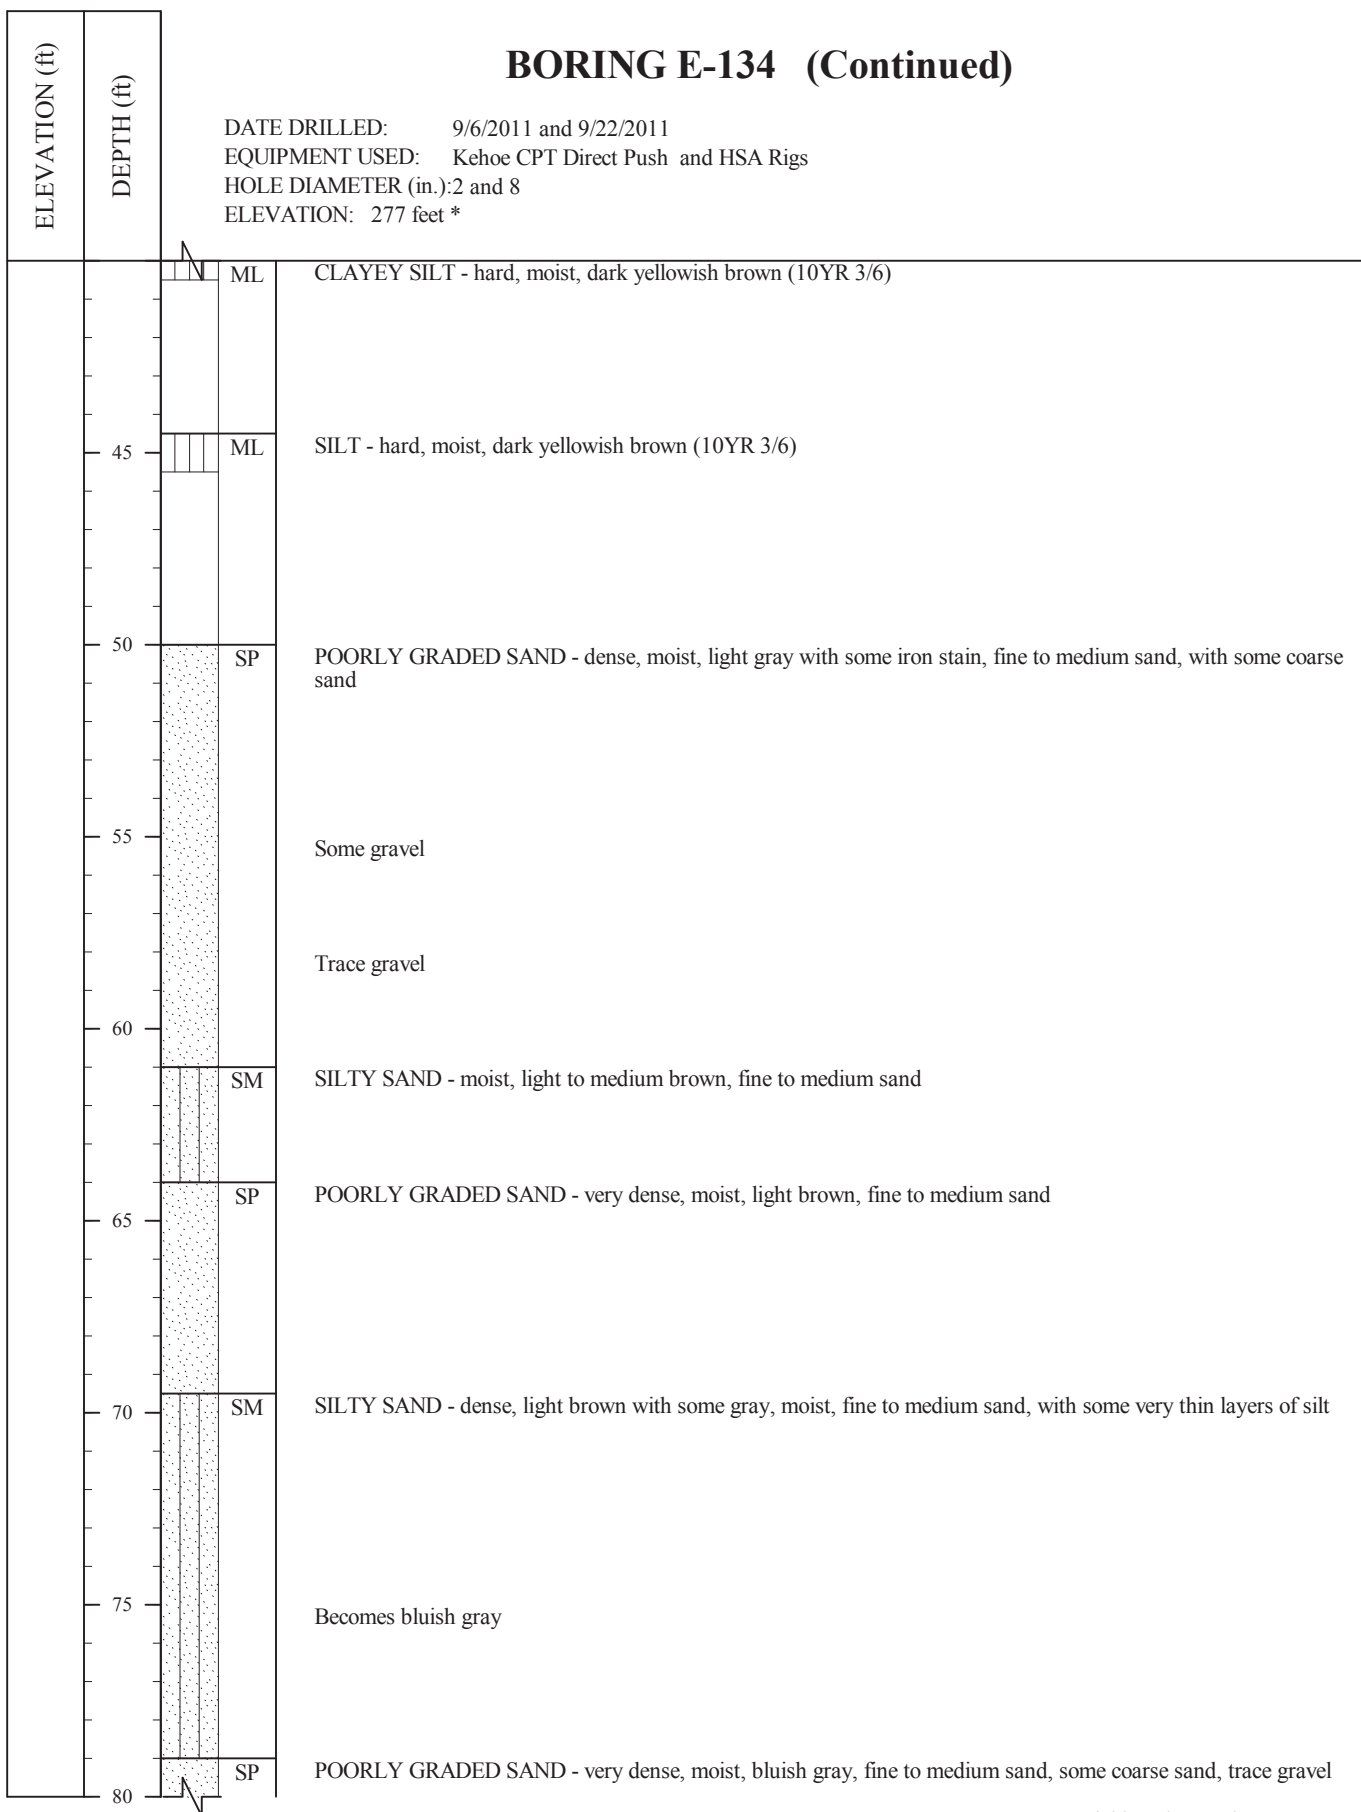 ELEVATION (ft)
DEPTH (ft)
BORING E-134 (Continued)
DATE DRILLED: 9/6/2011 and 9/22/2011
EQUIPMENT USED: Kehoe CPT Direct Push and HSA Rigs
HOLE DIAMETER (in.):2 and 8
ELEVATION: 277 feet *
ML CLAYEY SILT - hard, moist, dark yellowish brown (10YR 3/6)
45 ML SILT - hard, moist, dark yellowish brown (10YR 3/6)
50 SP POORLY GRADED SAND - dense, moist, light gray with some iron stain, fine to medium sand, with some coarse
sand
55 Some gravel
Trace gravel
60
SM SILTY SAND - moist, light to medium brown, fine to medium sand
SP POORLY GRADED SAND - very dense, moist, light brown, fine to medium sand
65
70 SM SILTY SAND - dense, light brown with some gray, moist, fine to medium sand, with some very thin layers of silt
75 Becomes bluish gray
SP POORLY GRADED SAND - very dense, moist, bluish gray, fine to medium sand, some coarse sand, trace gravel
80